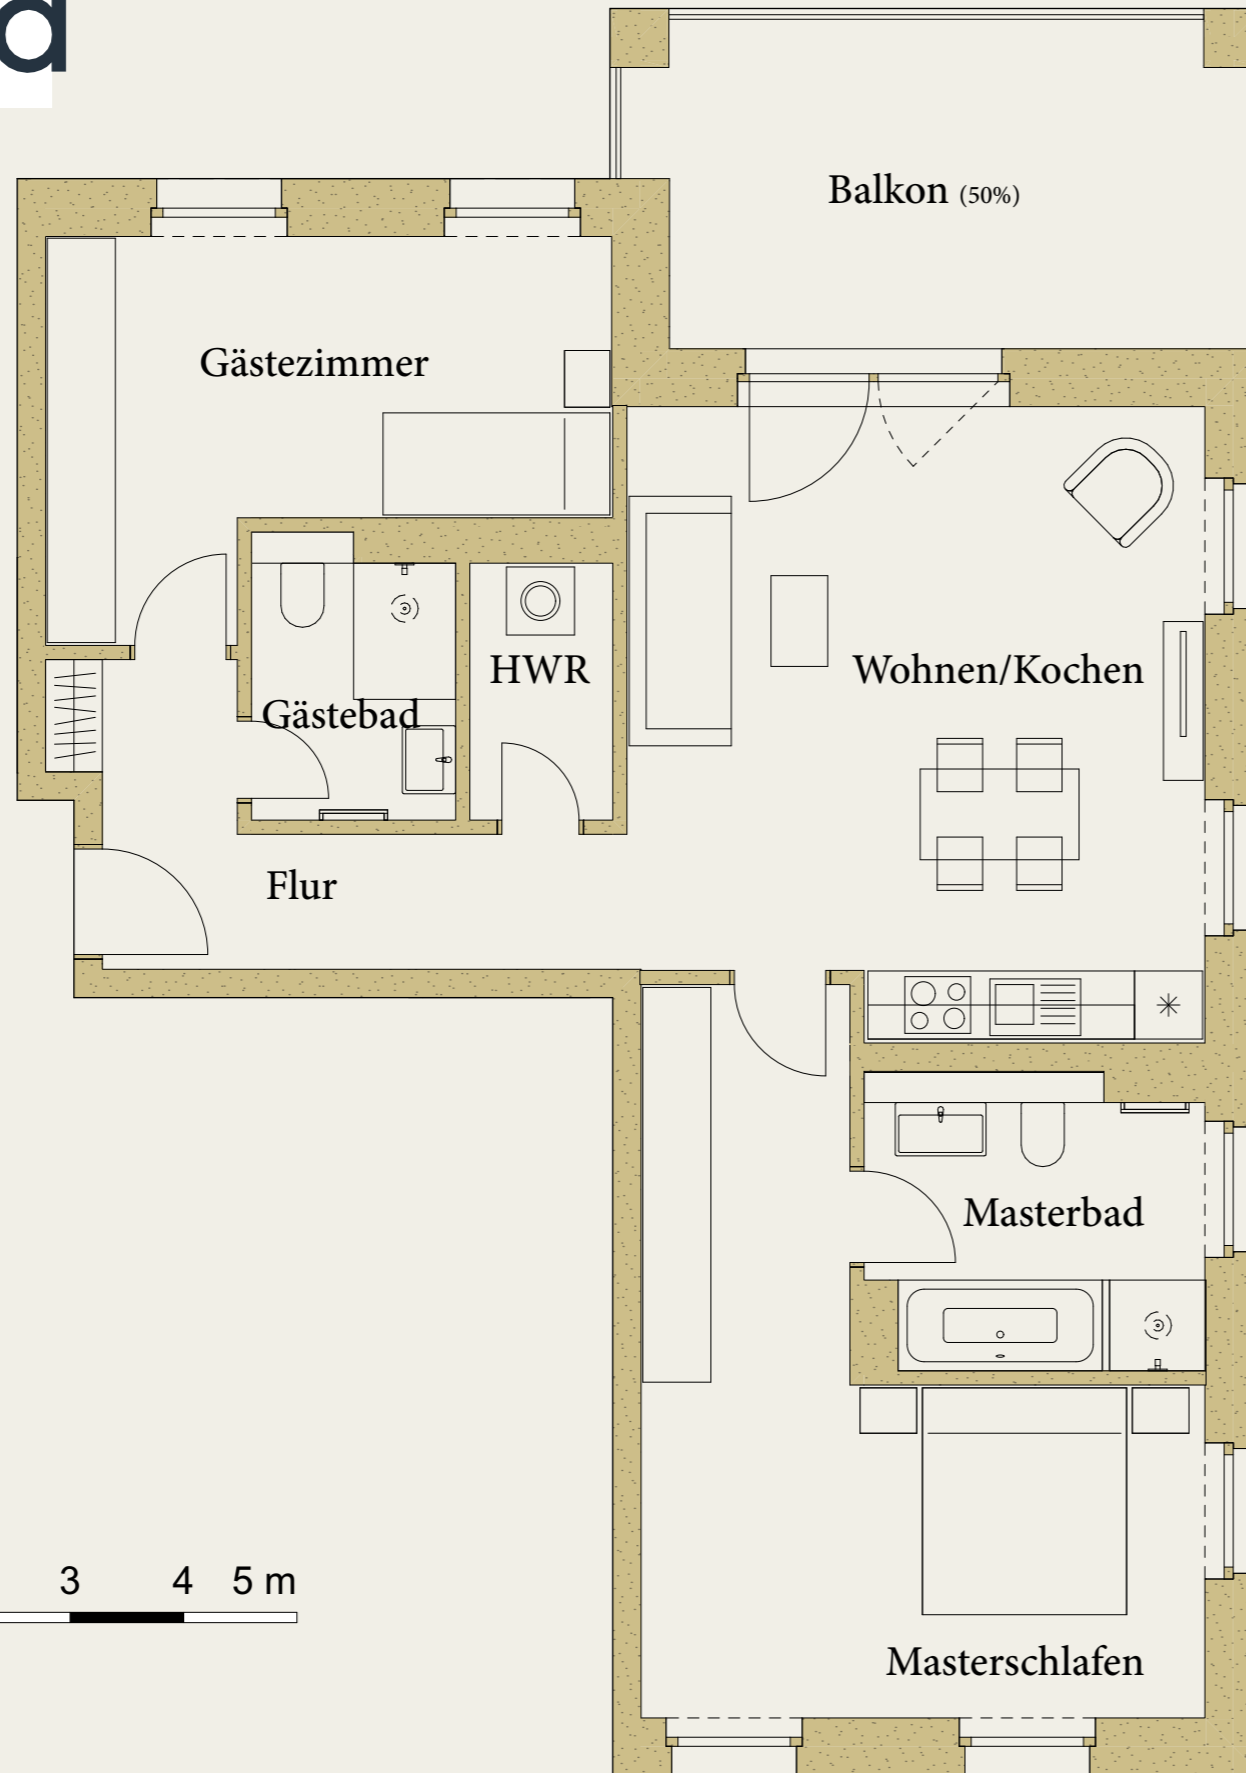 Balkon (50%)
Gästezimmer
HWR
Wohnen/Kochen
Gästebad
Flur
Masterbad
3 4 5 m
Masterschlafen